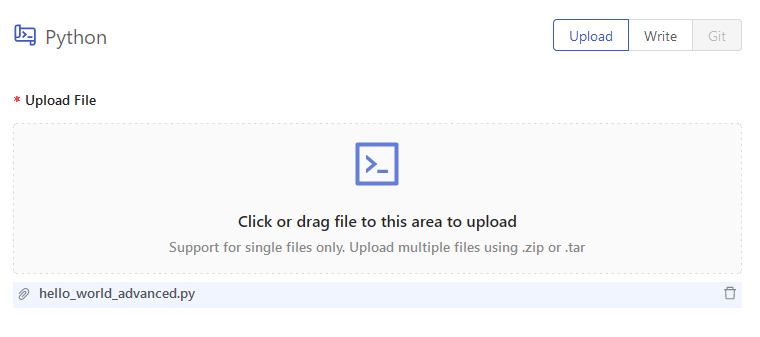 Python
Upload Write Git
* Upload File
Click or drag file to this area to upload
Support for single files only. Upload multiple files using .zip or .tar
hello_world_advanced.py